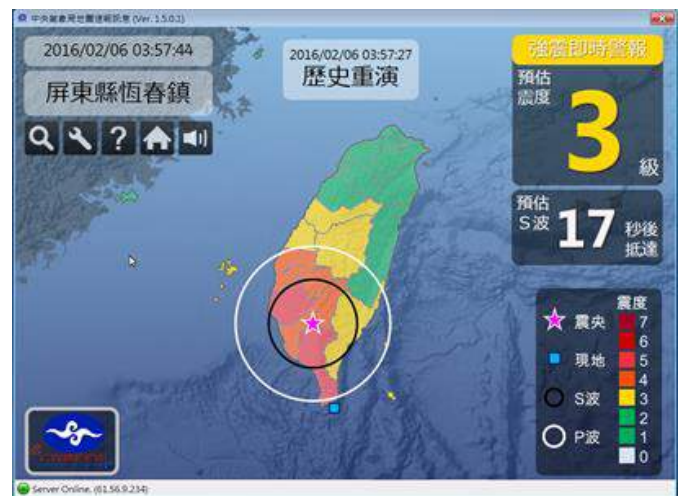 中央氣象局地震速報訊息 (Ver. 1.5.0.1)
2016/02/06 03:57:44
屏東縣恆春鎮
2016/02/06 03:57:27
歷史重演
強震即時警報
預估
震度
3
級
預估
S波
17
秒後
抵達
震度
震央
現地
S波
P波
7
6
5
4
3
2
1
0
Server Online. (61.56.9.234)